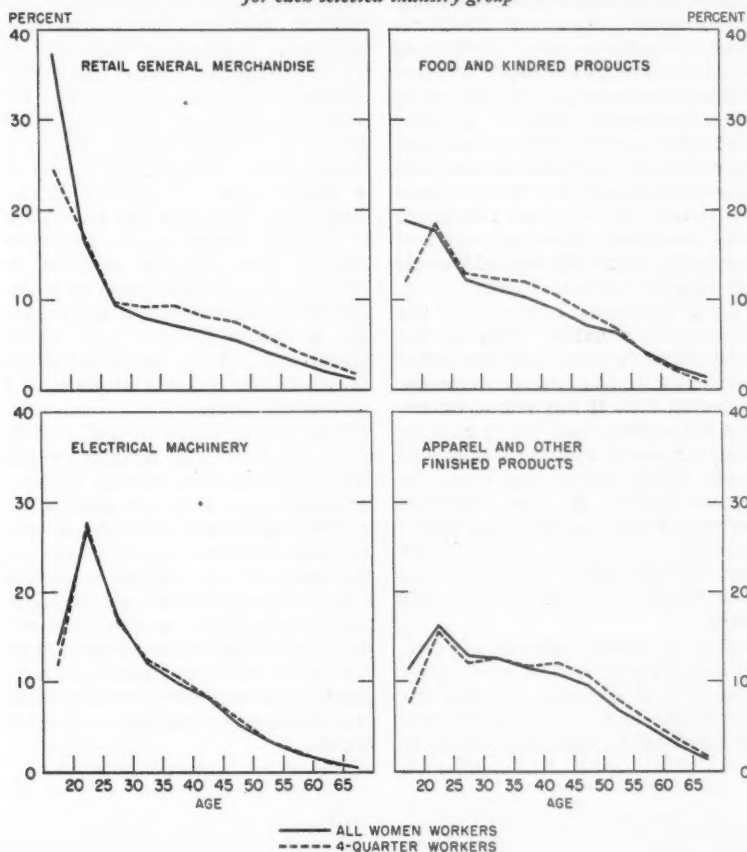 for each selected industry group
PERCENT PERCENT
40 40
RETAIL GENERAL MERCHANDISE FOOD AND KINDRED PRODUCTS
30 30
20 20
10 10
0 0
40 40
ELECTRICAL MACHINERY APPAREL AND OTHER
FINISHED PRODUCTS
30 30
20 20
10 10
0 0
20 25 30 35 40 45 50 55 60 65 20 25 30 35 40 45 50 55 60 65
AGE AGE
ALL WOMEN WORKERS
4-QUARTER WORKERS